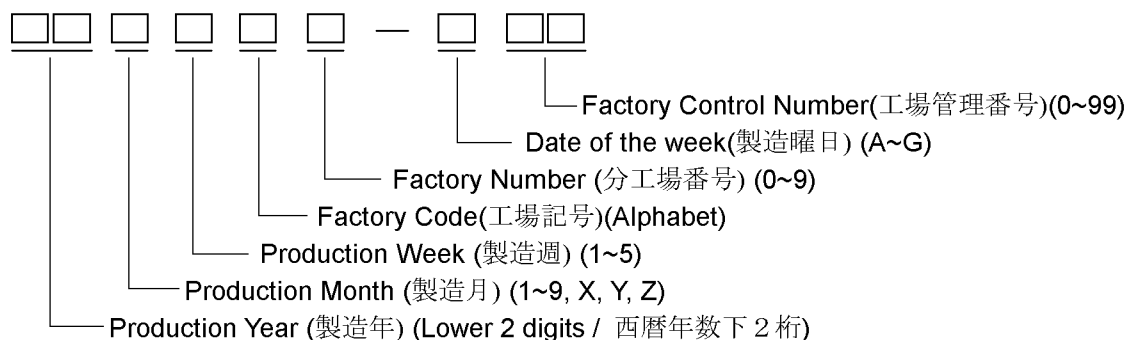 Factory Control Number(工場管理番号)(0~99)
Date of the week(製造曜日) (A~G)
Factory Number (分工場番号) (0~9)
Factory Code(工場記号)(Alphabet)
Production Week (製造週) (1~5)
Production Month (製造月) (1~9, X, Y, Z)
Production Year (製造年) (Lower 2 digits / 西暦年数下２桁)